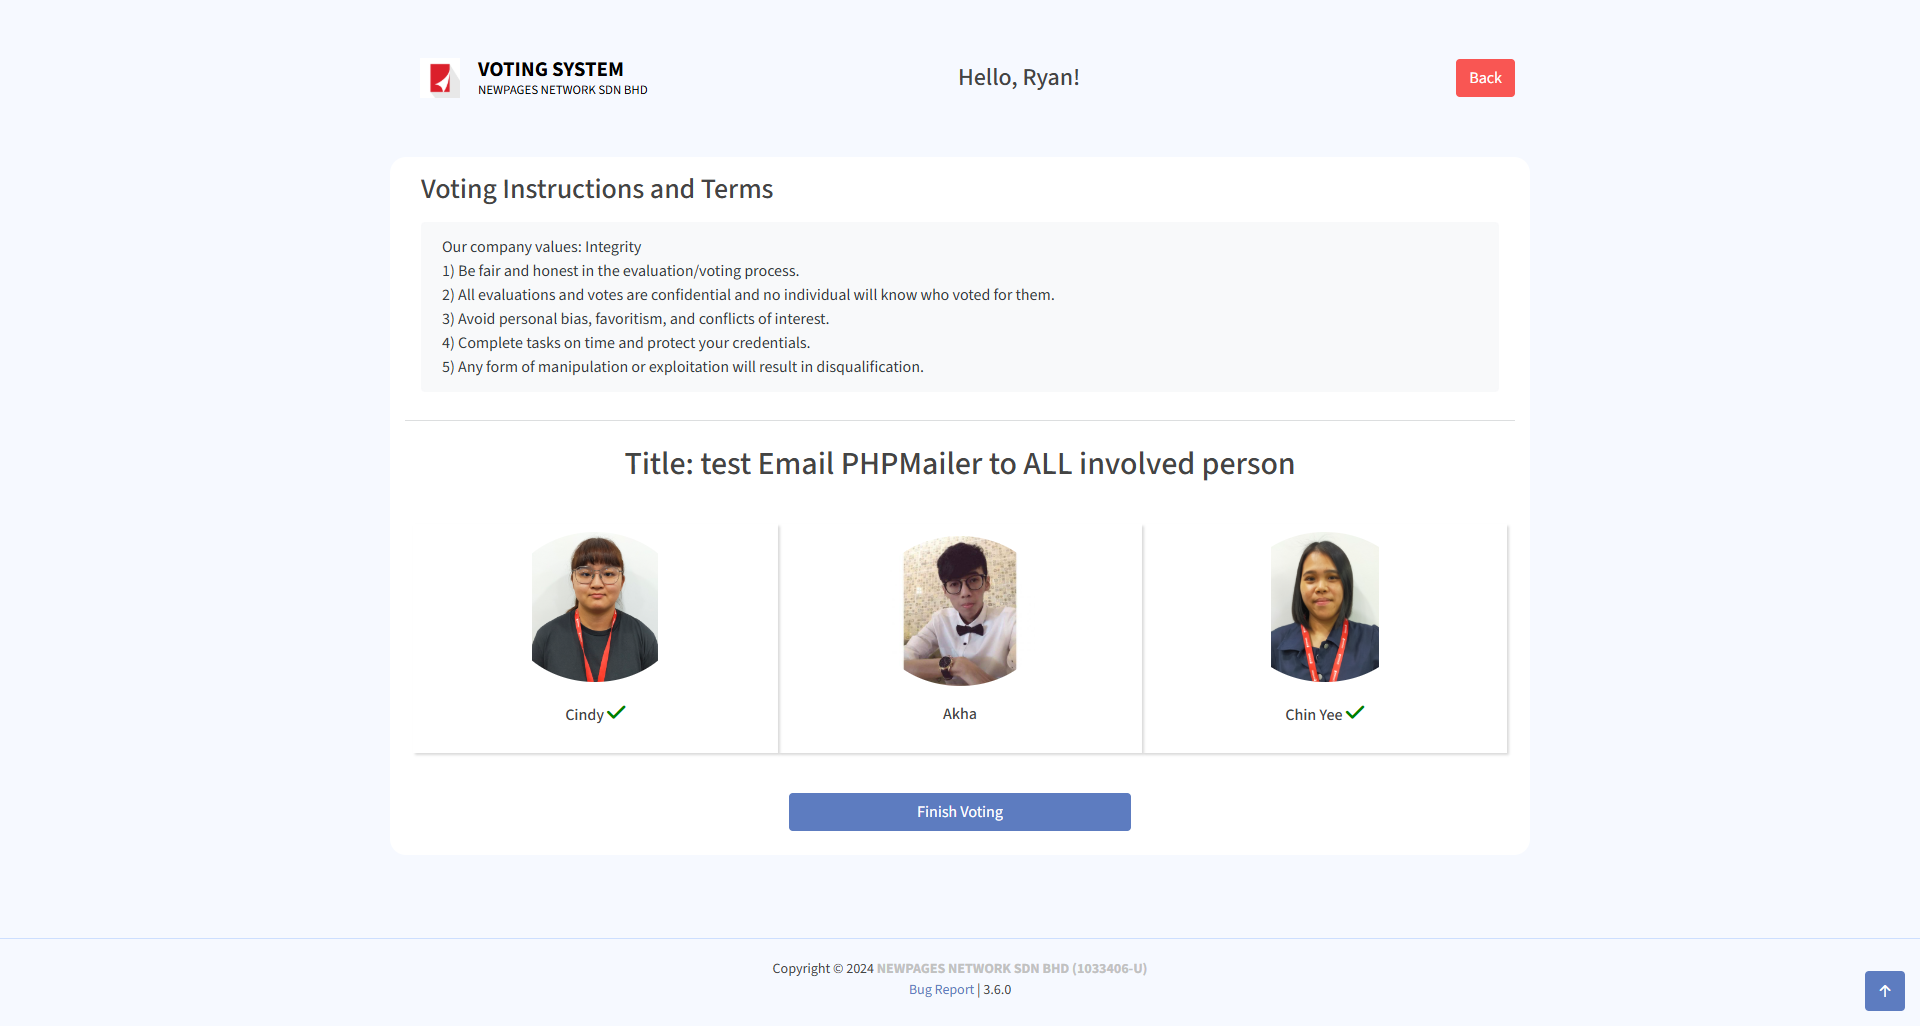 VOTING SYSTEM
NEWPAGES NETWORK SDN BHD
Hello, Ryan!
Back
Voting Instructions and Terms
Our company values: Integrity
1) Be fair and honest in the evaluation/voting process.
2) All evaluations and votes are confidential and no individual will know who voted for them.
3) Avoid personal bias, favoritism, and conflicts of interest.
4) Complete tasks on time and protect your credentials.
5) Any form of manipulation or exploitation will result in disqualification.
Title: test Email PHPMailer to ALL involved person
Cindy
Akha
Chin Yee
Finish Voting
Copyright © 2024 NEWPAGES NETWORK SDN BHD (1033406-U)
Bug Report | 3.6.0